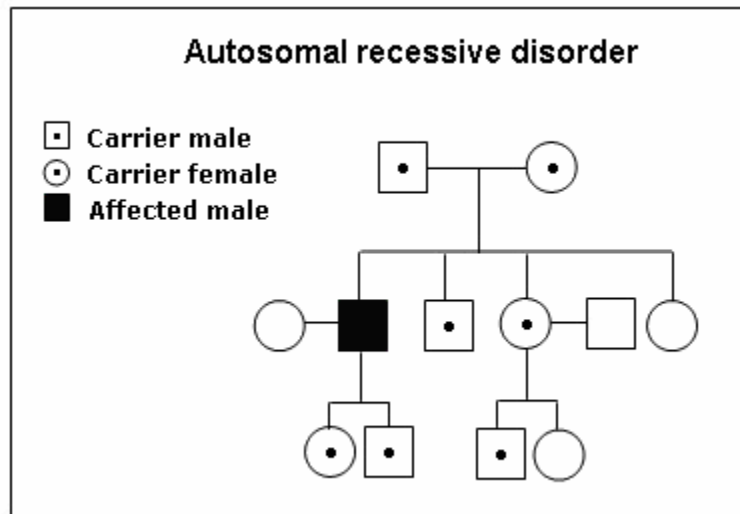 Autosomal recessive disorder
Carrier male
Carrier female
Affected male